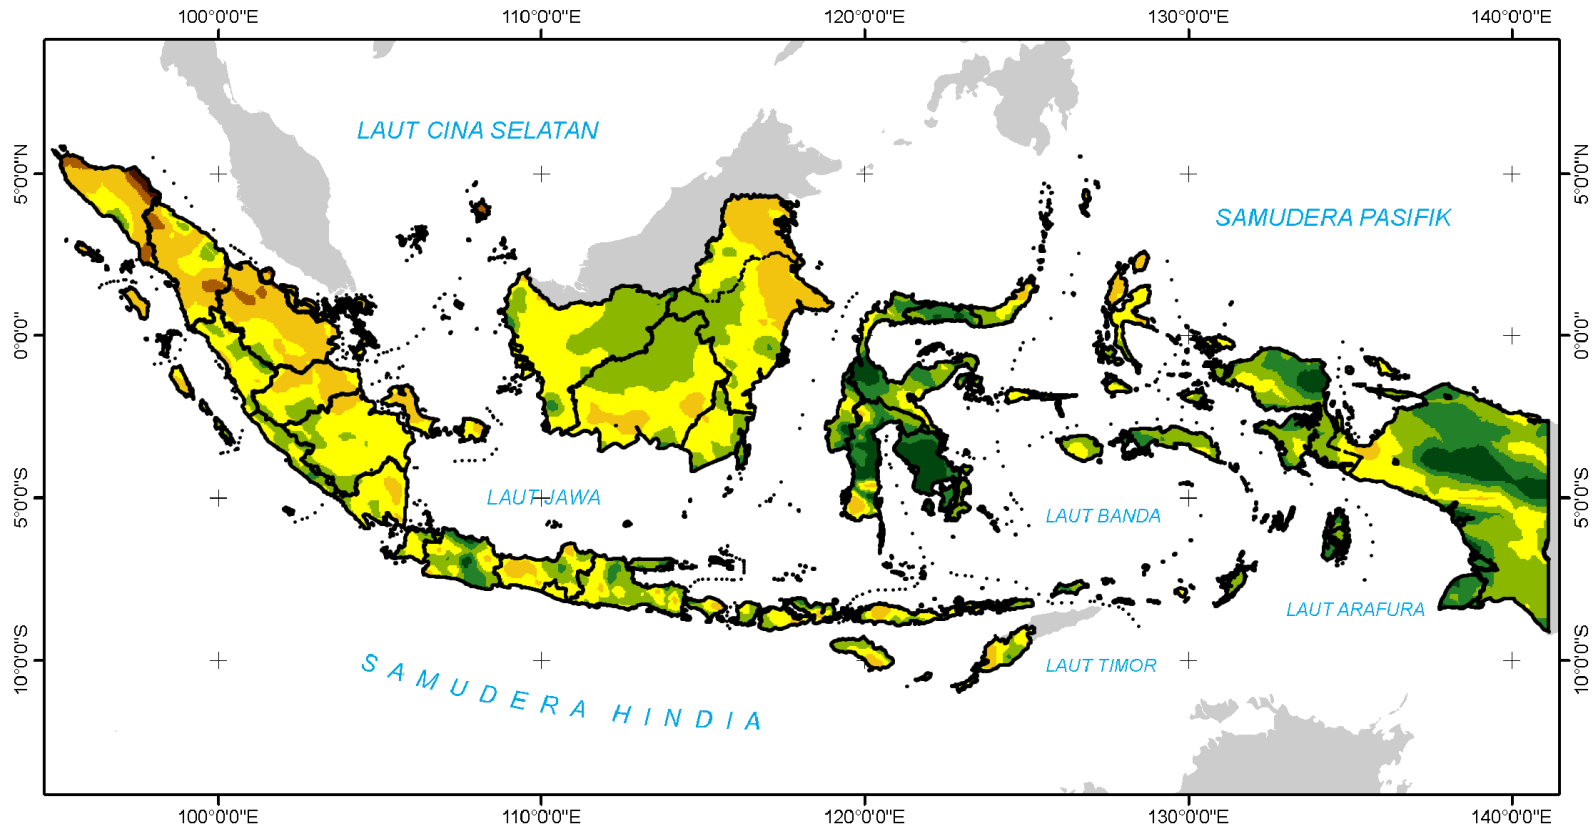 100°0'0"E 110°0'0"E 120°0'0"E 130°0'0"E 140°0'0"E
LAUT CINA SELATAN
5°0'0"N 5°0'0"N
SAMUDERA PASIFIK
0°0'0" 0°0'0"
5°0'0"S 5°0'0"S
LAUT JAWA
LAUT BANDA
LAUT ARAFURA
10°0'0"S 10°0'0"S
LAUT TIMOR
SAMUDERA HINDIA
100°0'0"E 110°0'0"E 120°0'0"E 130°0'0"E 140°0'0"E